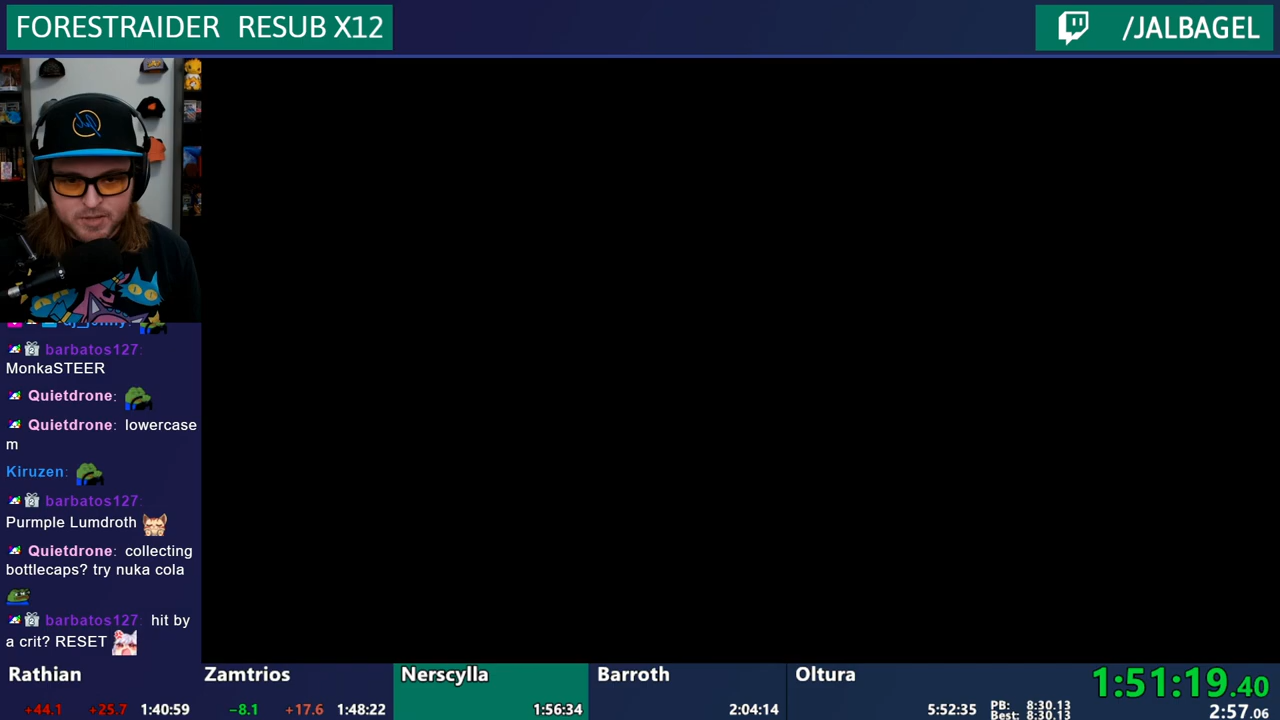 FORESTRAIDER RESUB X12
/JALBAGEL
barbatos127:
MonkaSTEER
Quietdrone:
Quietdrone: lowercase
m
Kiruzen:
barbatos127:
Purmple Lumdroth
Quietdrone: collecting
bottlecaps? try nuka cola
barbatos127: hit by
a crit? RESET
Rathian
+44.1 +25.7 1:40:59
Zamtrios
−8.1 +17.6 1:48:22
Nerscylla
1:56:34
Barroth
2:04:14
Oltura
5:52:35
PB: 8:30.13
Best: 8:30.13
1:51:19.40
2:57.06